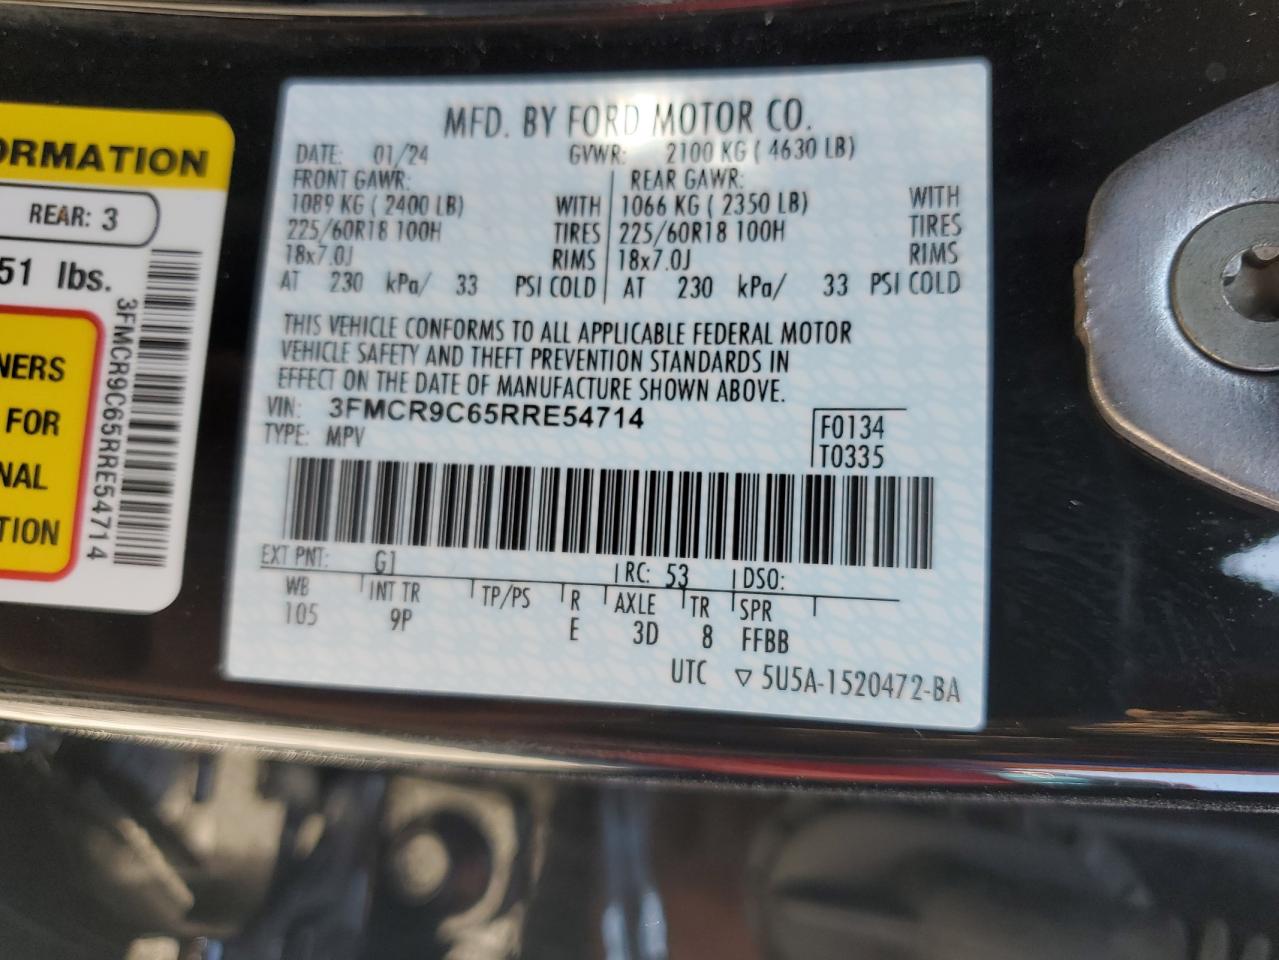 ORMATION
REAR: 3
51 lbs.
NERS
FOR
NAL
TION
3FMCR9C65RRE54714
MFD. BY FORD MOTOR CO.
DATE: 01/24 GVWR: 2100 KG ( 4630 LB)
FRONT GAWR: REAR GAWR:
1089 KG ( 2400 LB) WITH 1066 KG ( 2350 LB) WITH
225/60R18 100H TIRES 225/60R18 100H TIRES
18x7.0J RIMS 18x7.0J RIMS
AT 230 kPa/ 33 PSI COLD AT 230 kPa/ 33 PSI COLD
THIS VEHICLE CONFORMS TO ALL APPLICABLE FEDERAL MOTOR
VEHICLE SAFETY AND THEFT PREVENTION STANDARDS IN
EFFECT ON THE DATE OF MANUFACTURE SHOWN ABOVE.
VIN: 3FMCR9C65RRE54714 F0134
TYPE: MPV T0335
EXT PNT: G1 RC: 53 DSO:
WB INT TR TP/PS R AXLE TR SPR
105 9P E 3D 8 FFBB
UTC ▽ 5U5A-1520472-BA